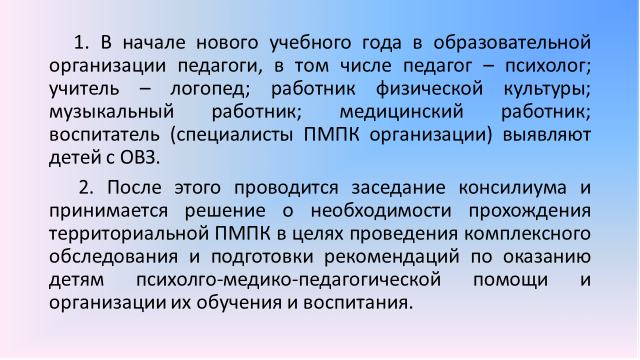 1. В начале нового учебного года в образовательной
организации педагоги, в том числе педагог – психолог;
учитель – логопед; работник физической культуры;
музыкальный работник; медицинский работник;
воспитатель (специалисты ПМПК организации) выявляют
детей с ОВЗ.
2. После этого проводится заседание консилиума и
принимается решение о необходимости прохождения
территориальной ПМПК в целях проведения комплексного
обследования и подготовки рекомендаций по оказанию
детям психолго-медико-педагогической помощи и
организации их обучения и воспитания.